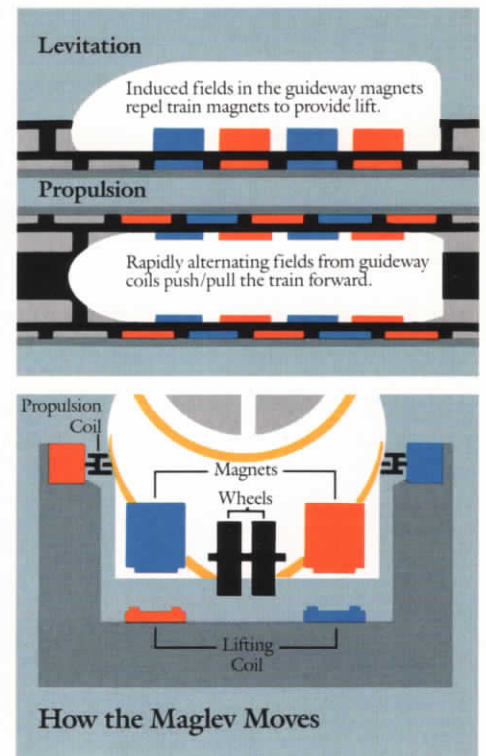 Levitation
Induced fields in the guideway magnets
repel train magnets to provide lift.
Propulsion
Rapidly alternating fields from guideway
coils push/pull the train forward.
Propulsion
Coil
Magnets
Wheels
Lifting
Coil
How the Maglev Moves